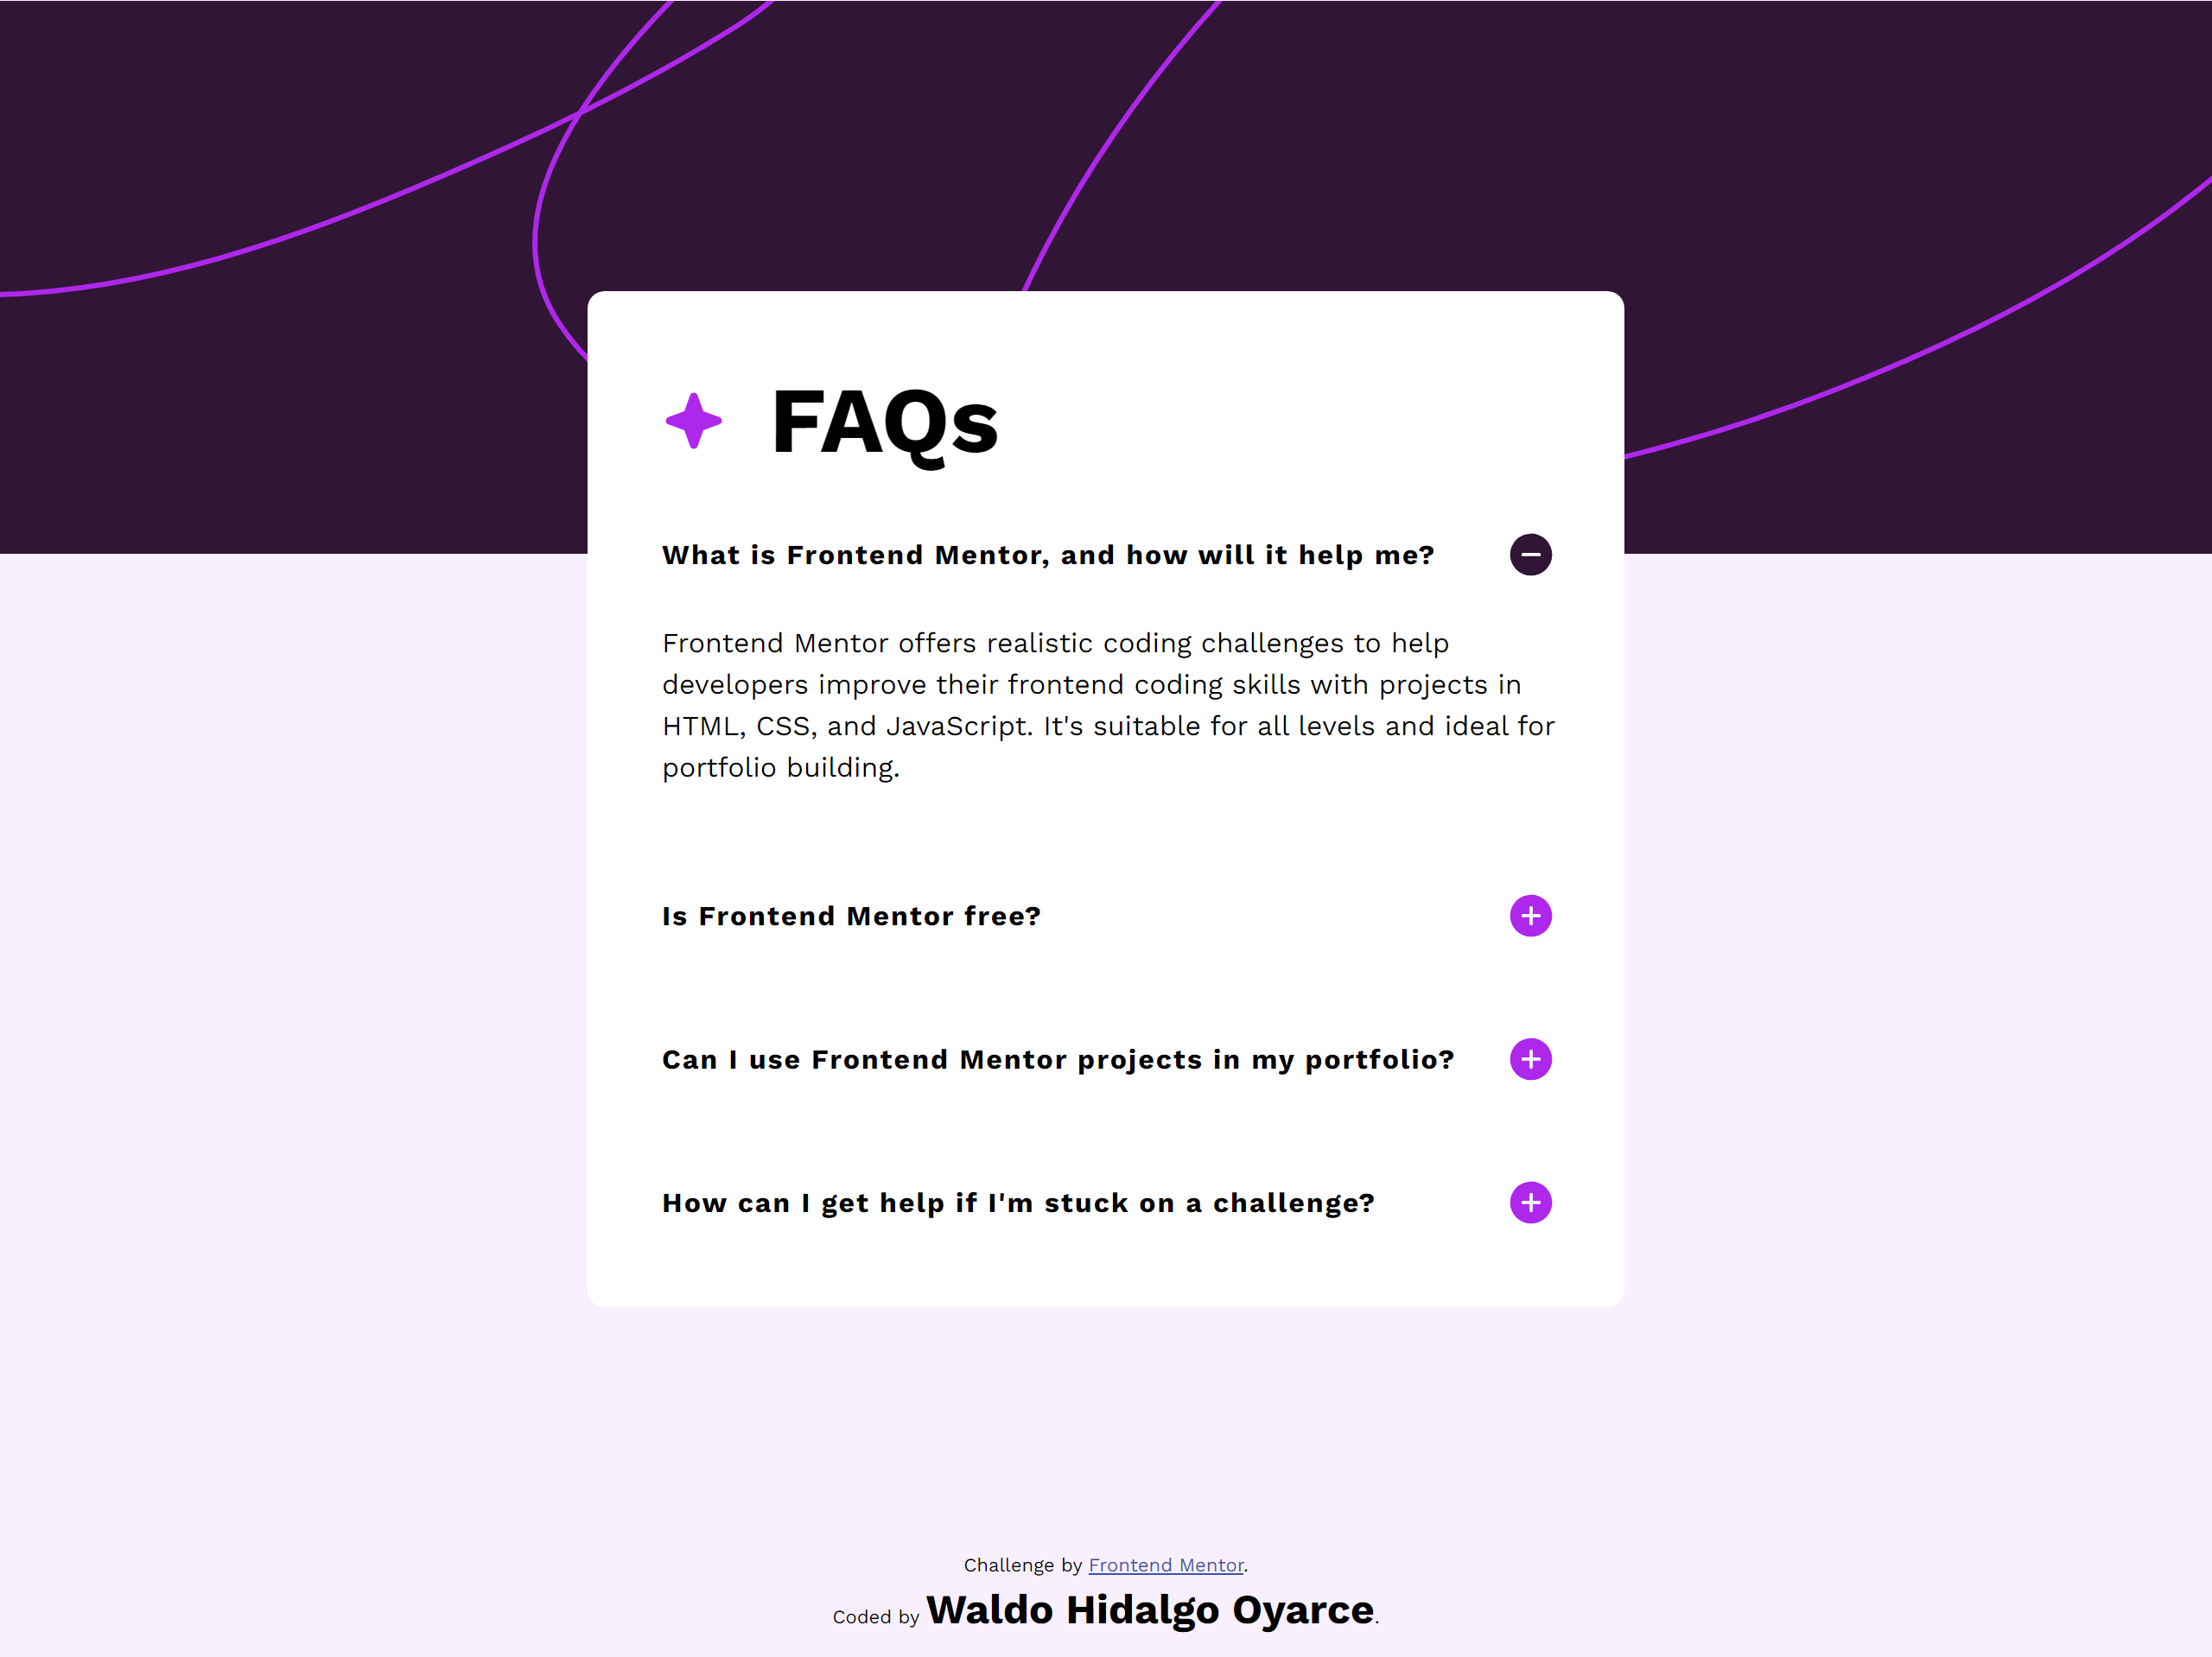 FAQs
What is Frontend Mentor, and how will it help me?
Frontend Mentor offers realistic coding challenges to help
developers improve their frontend coding skills with projects in
HTML, CSS, and JavaScript. It's suitable for all levels and ideal for
portfolio building.
Is Frontend Mentor free?
Can I use Frontend Mentor projects in my portfolio?
How can I get help if I'm stuck on a challenge?
Challenge by Frontend Mentor.
Coded by Waldo Hidalgo Oyarce.